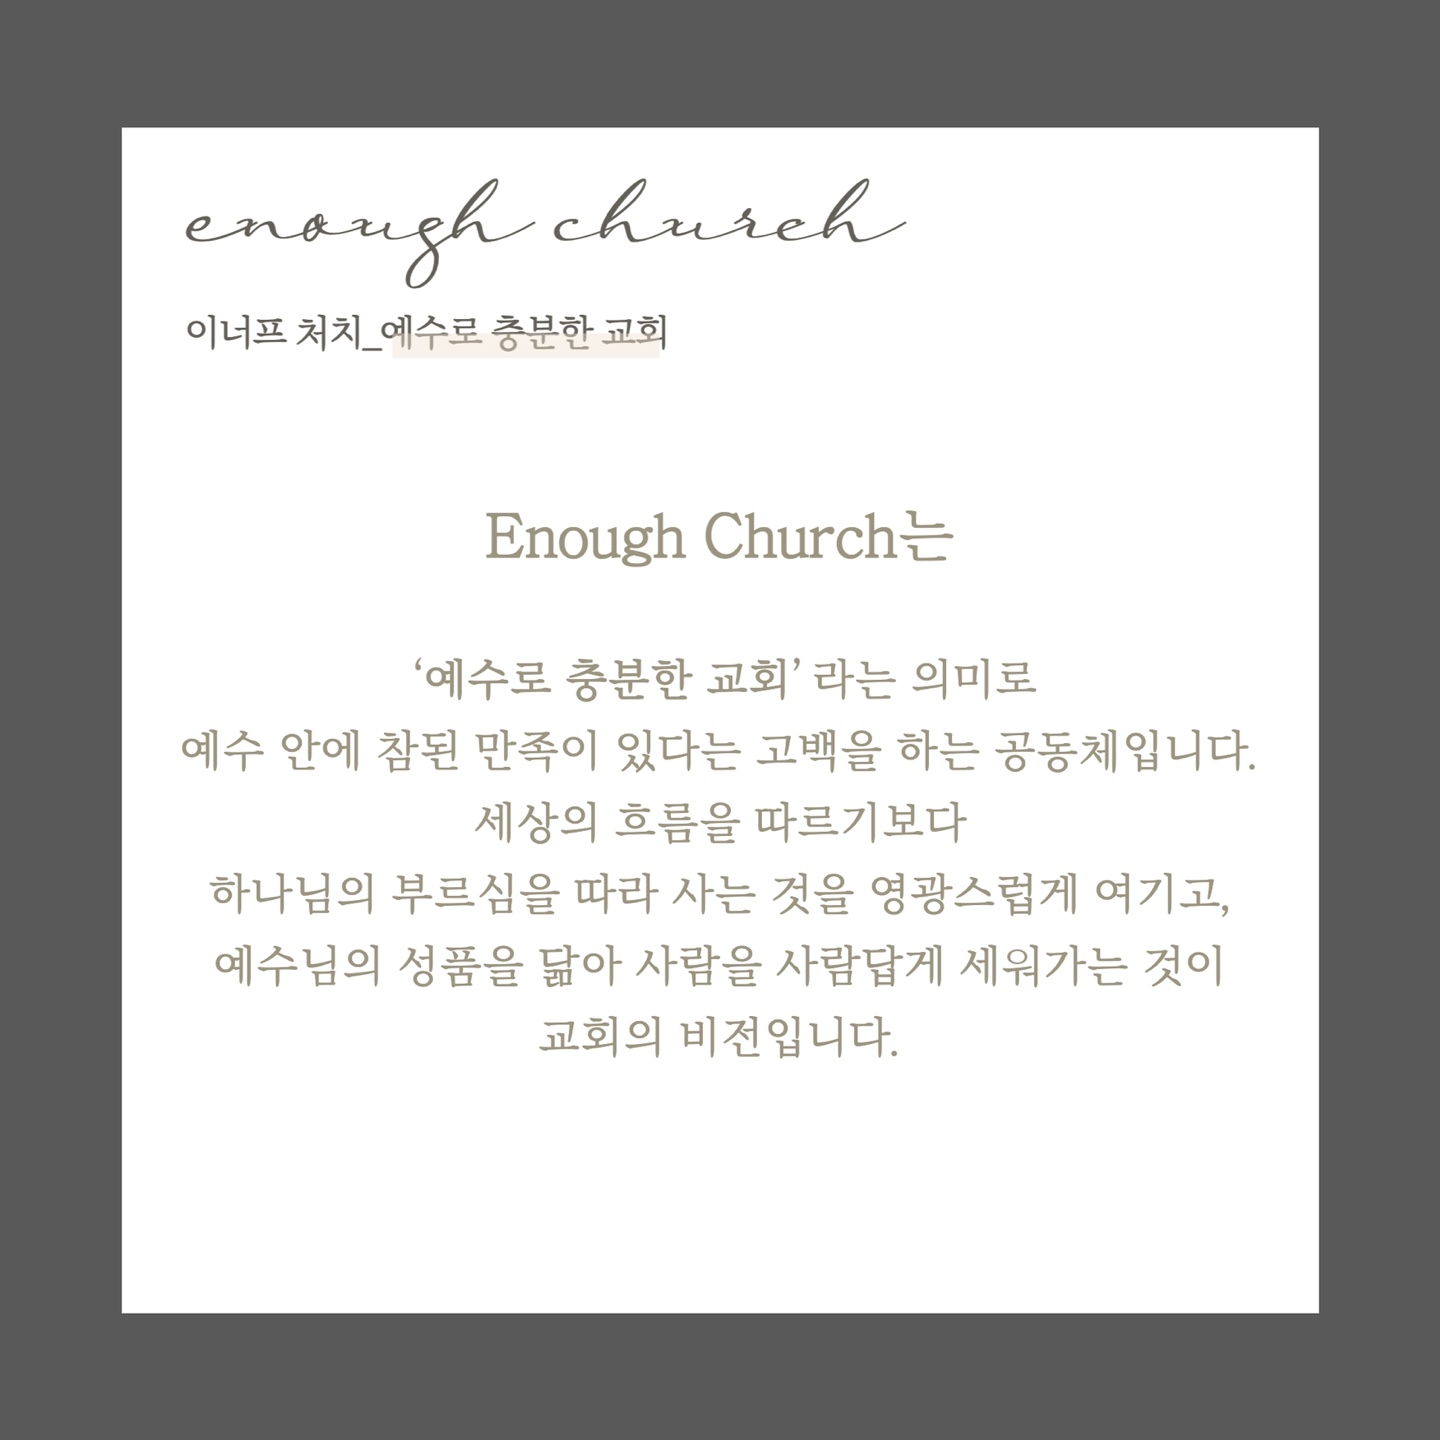 enough church
이너프 처치_예수로 충분한 교회
Enough Church는
‘예수로 충분한 교회’ 라는 의미로
예수 안에 참된 만족이 있다는 고백을 하는 공동체입니다.
세상의 흐름을 따르기보다
하나님의 부르심을 따라 사는 것을 영광스럽게 여기고,
예수님의 성품을 닮아 사람을 사람답게 세워가는 것이
교회의 비전입니다.